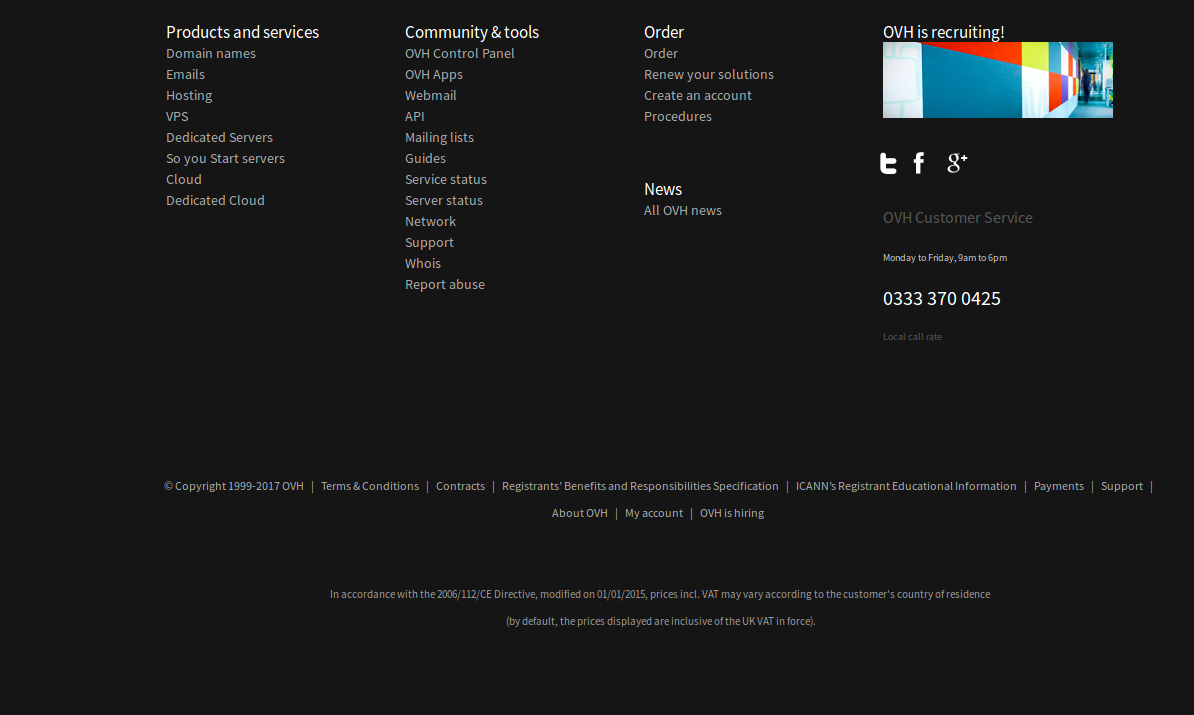 Products and services
Domain names
Emails
Hosting
VPS
Dedicated Servers
So you Start servers
Cloud
Dedicated Cloud
Community & tools
OVH Control Panel
OVH Apps
Webmail
API
Mailing lists
Guides
Service status
Server status
Network
Support
Whois
Report abuse
Order
Order
Renew your solutions
Create an account
Procedures
News
All OVH news
OVH is recruiting!
OVH Customer Service
Monday to Friday, 9am to 6pm
0333 370 0425
Local call rate
© Copyright 1999-2017 OVH | Terms & Conditions | Contracts | Registrants' Benefits and Responsibilities Specification | ICANN's Registrant Educational Information | Payments | Support |
About OVH | My account | OVH is hiring
In accordance with the 2006/112/CE Directive, modified on 01/01/2015, prices incl. VAT may vary according to the customer's country of residence
(by default, the prices displayed are inclusive of the UK VAT in force).